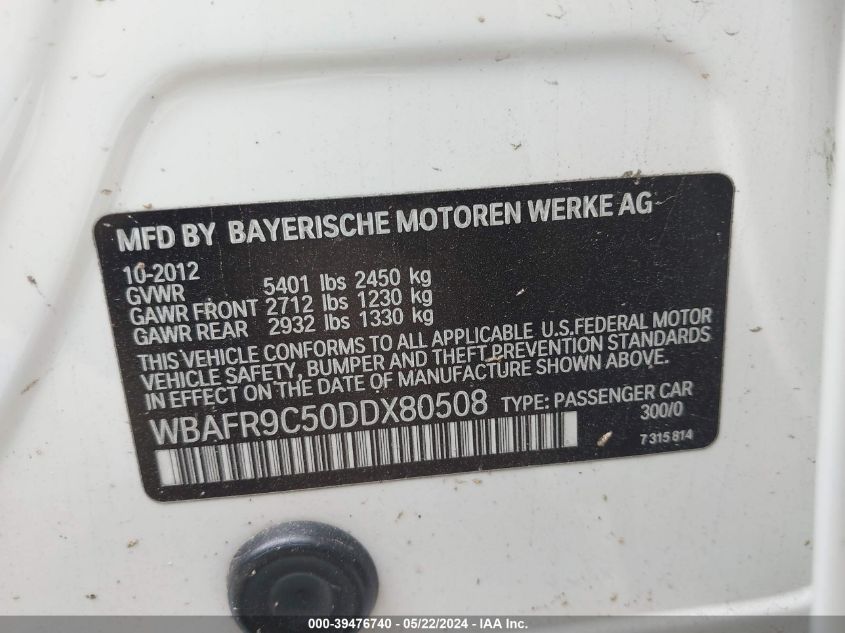 MFD BY BAYERISCHE MOTOREN WERKE AG
10-2012
GVWR 5401 lbs 2450 kg
GAWR FRONT 2712 lbs 1230 kg
GAWR REAR 2932 lbs 1330 kg
THIS VEHICLE CONFORMS TO ALL APPLICABLE U.S.FEDERAL MOTOR
VEHICLE SAFETY, BUMPER AND THEFT PREVENTION STANDARDS
IN EFFECT ON THE DATE OF MANUFACTURE SHOWN ABOVE.
WBAFR9C50DDX80508 TYPE: PASSENGER CAR
300/0
7 315 814
000-39476740 - 05/22/2024 - IAA Inc.